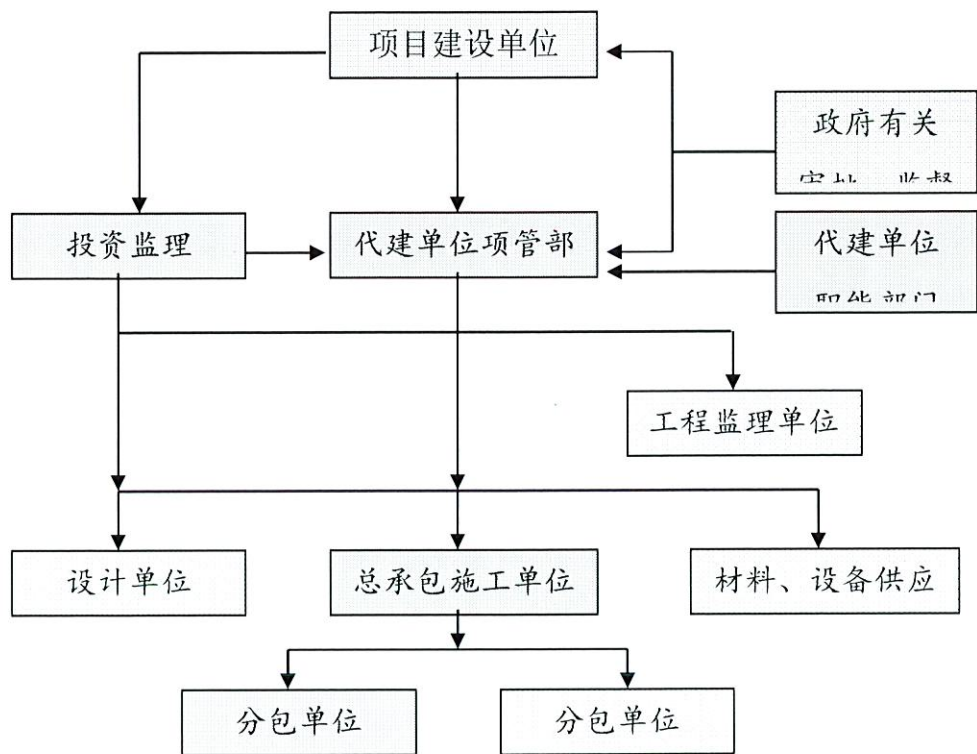 项目建设单位
政府有关
投资监理
代建单位项管部
代建单位
工程监理单位
设计单位
总承包施工单位
材料、设备供应
分包单位
分包单位